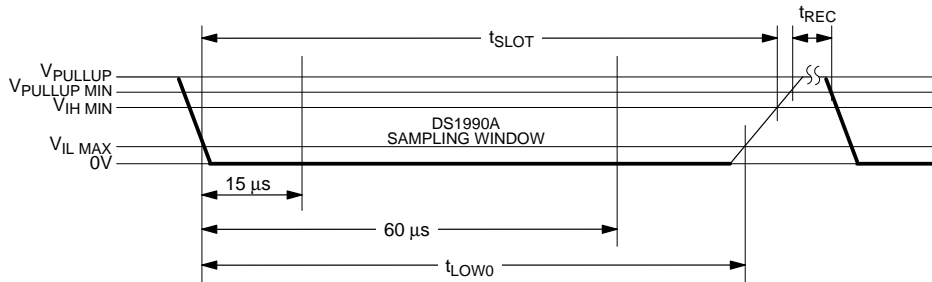 tREC
tSLOT
VPULLUP
VPULLUP MIN
VIH MIN
DS1990A
SAMPLING WINDOW
VIL MAX
0V
15 μs
60 μs
tLOW0